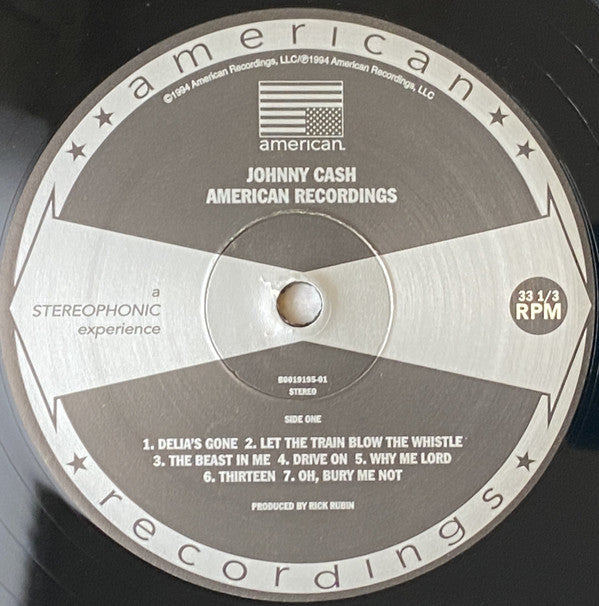 american
©1994 American Recordings, LLC/℗1994 American Recordings, LLC
american.
JOHNNY CASH
AMERICAN RECORDINGS
a
STEREOPHONIC
experience
33 1/3
RPM
B0019195-01
STEREO
SIDE ONE
1. DELIA'S GONE 2. LET THE TRAIN BLOW THE WHISTLE
3. THE BEAST IN ME 4. DRIVE ON 5. WHY ME LORD
6. THIRTEEN 7. OH, BURY ME NOT
PRODUCED BY RICK RUBIN
recordings